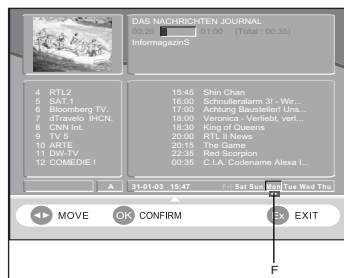 DAS NACHRICHTEN JOURNAL
00:25 01:00 (Total : 00:35)
InformagazinS
4 RTL2
5 SAT.1
6 Bloomberg TV.
7 dTravelo IHCN.
8 CNN Int.
9 TV 5
10 ARTE
11 DW-TV
12 COMEDIE !
15:45 Shin Chan
16:00 Schnulleralarm 3! - Wir...
17:00 Achtung Bausteller! Uns...
18:00 Veronica - Verliebt, verl...
18:30 King of Queens
20:00 RTL II News
20:15 The Game
22:35 Red Scorpion
00:35 C.I.A. Codename Alexa I...
A 31-01-03 15:47 Fri Sat Sun Mon Tue Wed Thu
MOVE OK CONFIRM Ex EXIT
F